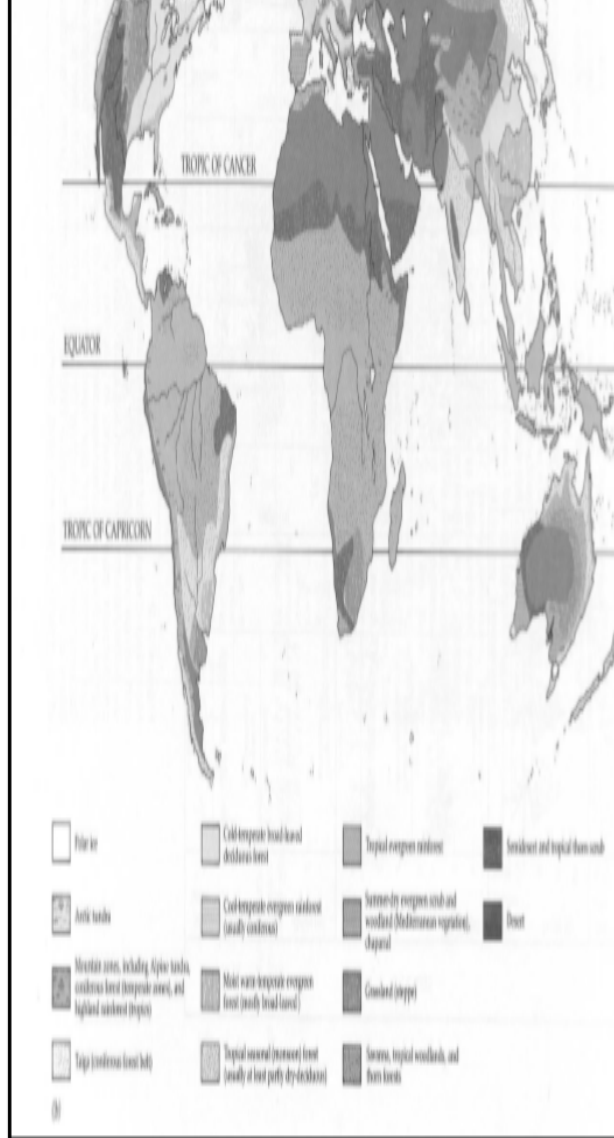 TROPIC OF CANCER
EQUATOR
TROPIC OF CAPRICORN
Polar ice
Arctic tundra
Mountain zones, including Alpine tundra,
coniferous forest (temperate zones), and
highland rainforest (tropics)
Taiga (coniferous forest belt)
Cold-temperate broad-leaved
deciduous forest
Cool-temperate evergreen rainforest
(usually coniferous)
Moist warm-temperate evergreen
forest (mostly broad-leaved)
Tropical seasonal (monsoon) forest
(usually at least partly dry-deciduous)
Tropical evergreen rainforest
Summer-dry evergreen scrub and
woodland (Mediterranean vegetation),
chaparral
Grassland (steppe)
Savanna, tropical woodlands, and
thorn forests
Semidesert and tropical thorn scrub
Desert
(b)